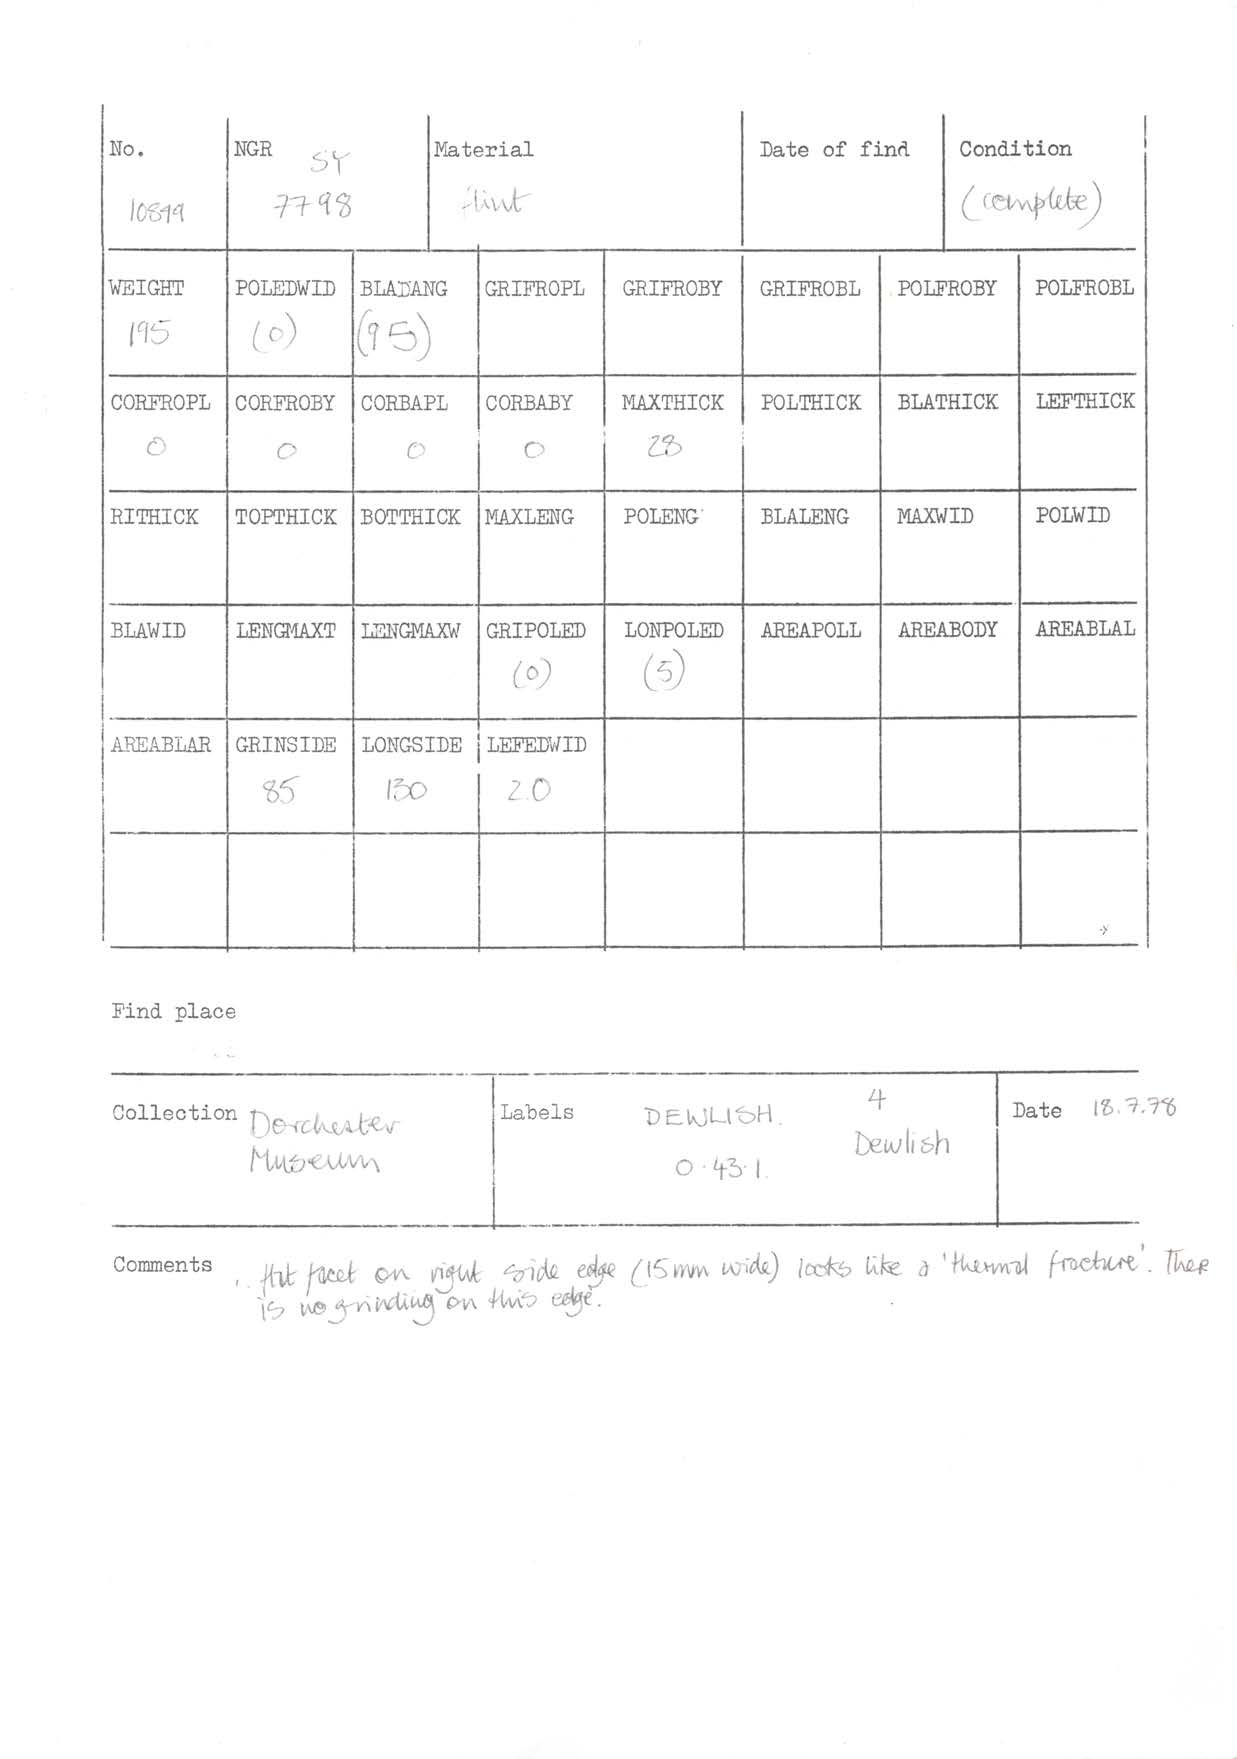 No. NGR SY Material Date of find Condition
10899 7798 flint (complete)
WEIGHT POLEDWID BLADANG GRIFROPL GRIFROBY GRIFROBL POLFROBY POLFROBL
195 (0) (95)
CORFROPL CORFROBY CORBAPL CORBABY MAXTHICK POLTHICK BLATHICK LEFTHICK
0 0 0 0 28
RITHICK TOPTHICK BOTTHICK MAXLENG POLENG BLALENG MAXWID POLWID
BLAWID LENGMAXT LENGMAXW GRIPOLED LONPOLED AREAPOLL AREABODY AREABLAL
(0) (5)
AREABLAR GRINSIDE LONGSIDE LEFEDWID
85 130 2.0
Find place
Collection Dorchester Labels DEWLISH. 4 Date 18.7.78
Museum 0.43.1. Dewlish
Comments Flat facet on right side edge (15mm wide) looks like a 'thermal fracture'. There
is no grinding on this edge.